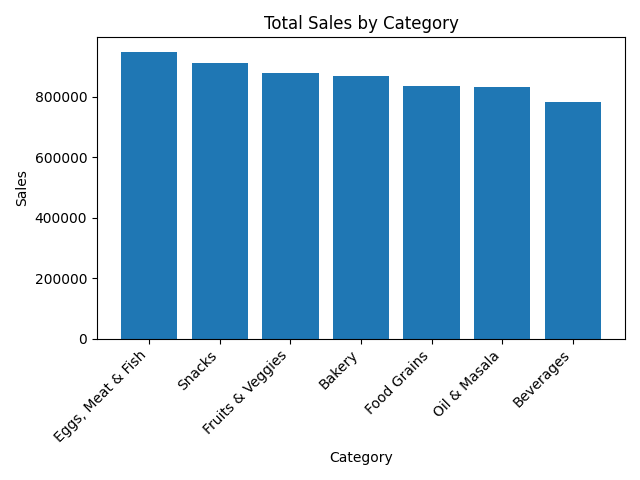 Total Sales by Category
Sales
800000
600000
400000
200000
0
Eggs, Meat & Fish
Snacks
Fruits & Veggies
Bakery
Food Grains
Oil & Masala
Beverages
Category